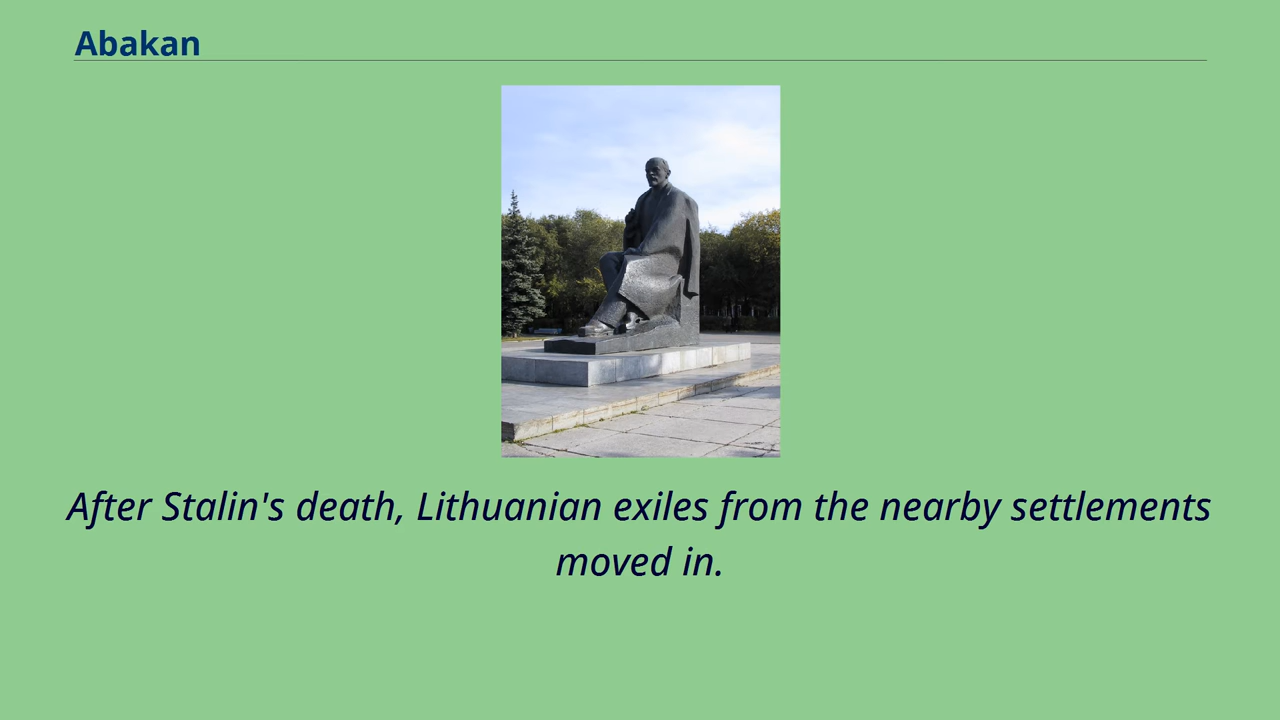 Abakan
After Stalin's death, Lithuanian exiles from the nearby settlements
moved in.